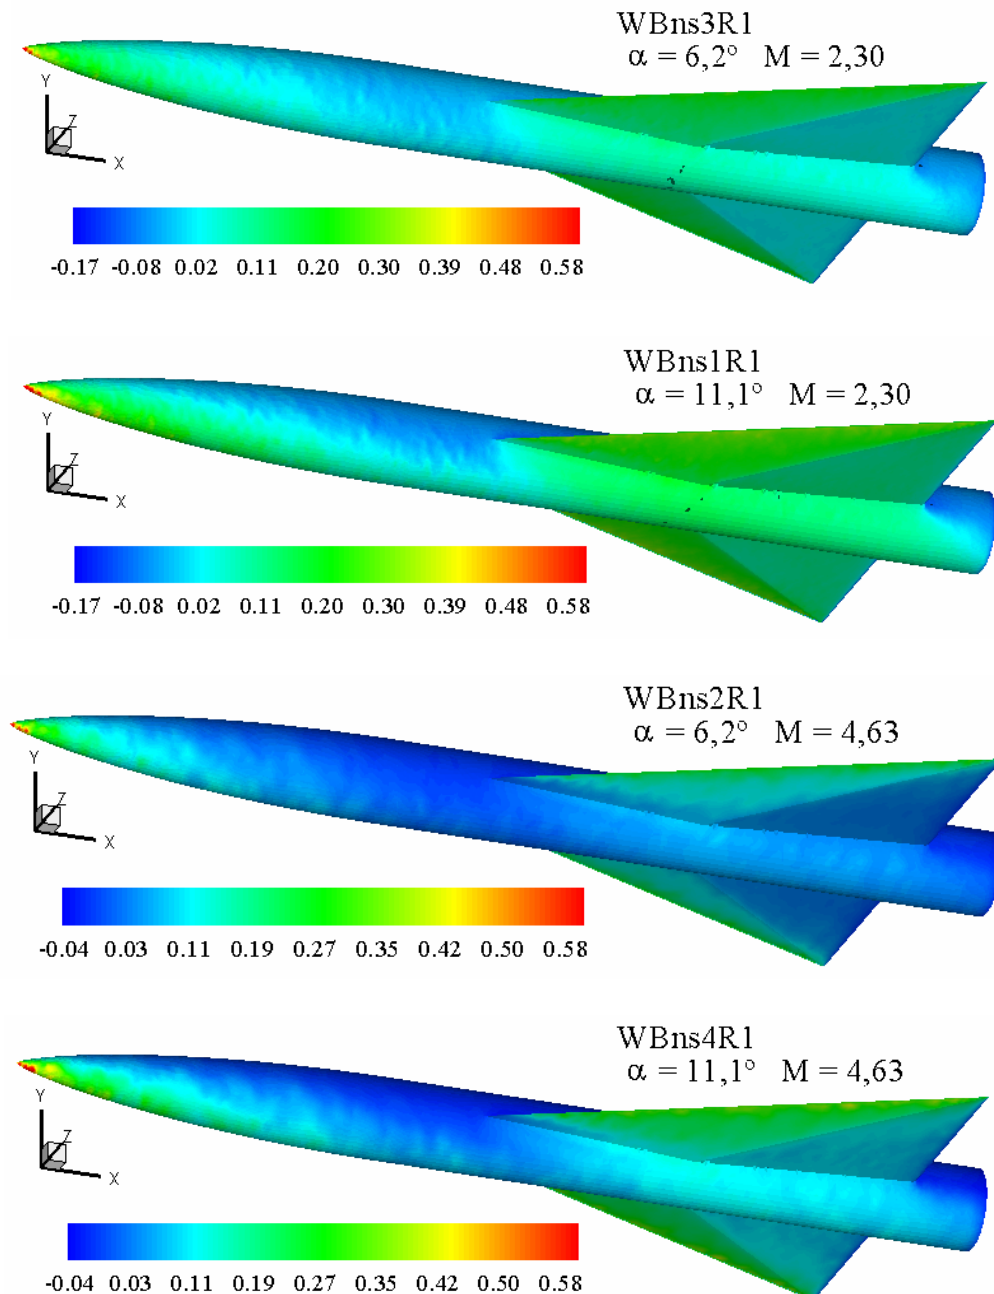 WBns3R1
α = 6,2° M = 2,30
Y
Z
X
-0.17 -0.08 0.02 0.11 0.20 0.30 0.39 0.48 0.58
WBns1R1
α = 11,1° M = 2,30
Y
Z
X
-0.17 -0.08 0.02 0.11 0.20 0.30 0.39 0.48 0.58
WBns2R1
α = 6,2° M = 4,63
Y
Z
X
-0.04 0.03 0.11 0.19 0.27 0.35 0.42 0.50 0.58
WBns4R1
α = 11,1° M = 4,63
Y
Z
X
-0.04 0.03 0.11 0.19 0.27 0.35 0.42 0.50 0.58